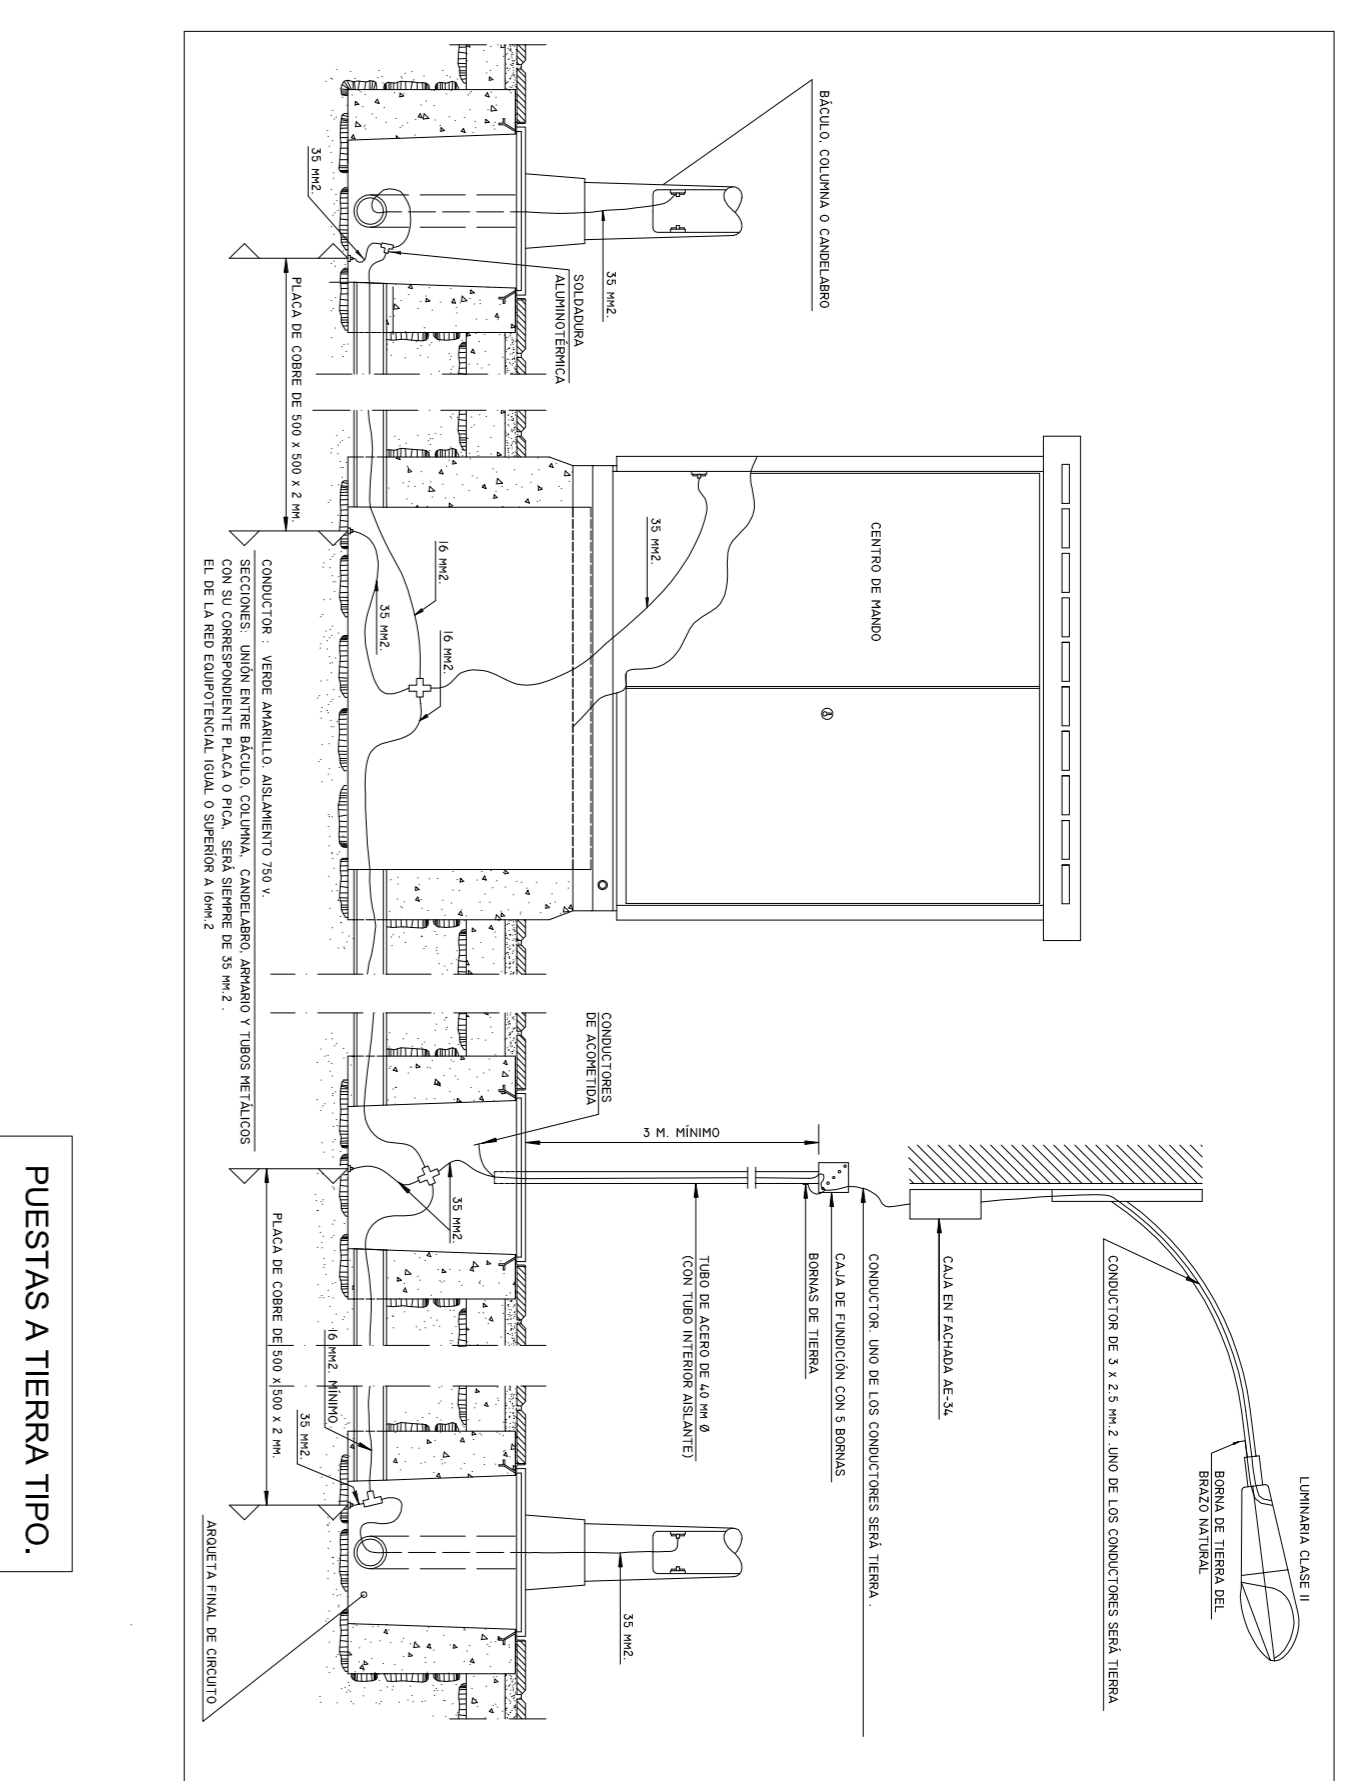 LUMINARIA CLASE II
BORNA DE TIERRA DEL
BRAZO NATURAL
CONDUCTOR DE 3 x 2.5 MM.2 .UNO DE LOS CONDUCTORES SERÁ TIERRA
CAJA EN FACHADA AE-34
CONDUCTOR. UNO DE LOS CONDUCTORES SERÁ TIERRA .
CAJA DE FUNDICIÓN CON 5 BORNAS
BORNAS DE TIERRA
TUBO DE ACERO DE 40 MM Ø
(CON TUBO INTERIOR AISLANTE)
3 M. MÍNIMO
CONDUCTORES
DE ACOMETIDA
BÁCULO, COLUMNA O CANDELABRO
CENTRO DE MANDO
35 MM2.
SOLDADURA
ALUMINOTÉRMICA
35 MM2.
35 MM2.
16 MM2.
16 MM2.
35 MM2.
35 MM2.
35 MM2.
16 MM2. MÍNIMO
35 MM2.
PLACA DE COBRE DE 500 x 500 x 2 MM.
PLACA DE COBRE DE 500 x 500 x 2 MM.
CONDUCTOR : VERDE AMARILLO. AISLAMIENTO 750 v.
SECCIONES: UNIÓN ENTRE BÁCULO, COLUMNA, CANDELABRO, ARMARIO Y TUBOS METÁLICOS
CON SU CORRESPONDIENTE PLACA O PICA, SERÁ SIEMPRE DE 35 MM.2 .
EL DE LA RED EQUIPOTENCIAL IGUAL O SUPERÍOR A 16MM.2
ARQUETA FINAL DE CIRCUITO
PUESTAS A TIERRA TIPO.